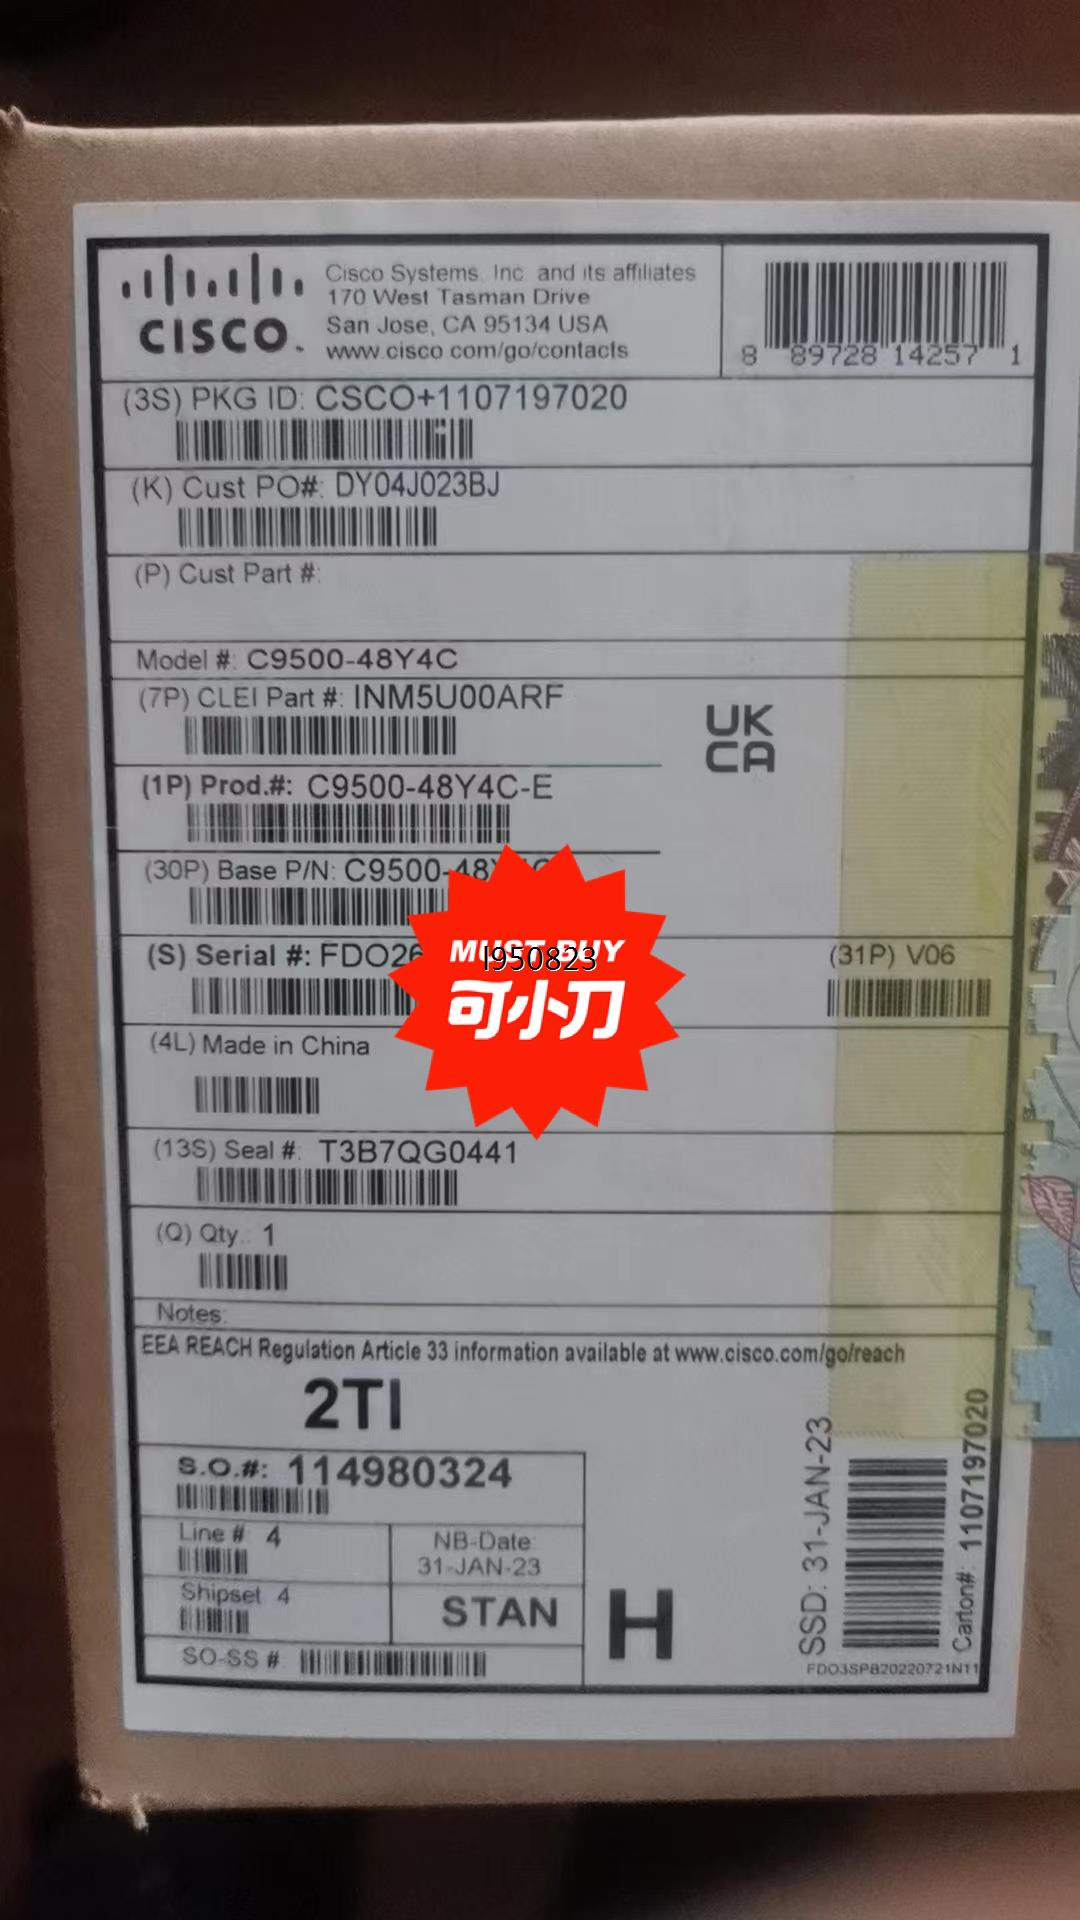 CISCO
Cisco Systems, Inc. and its affiliates
170 West Tasman Drive
San Jose, CA 95134 USA
www.cisco.com/go/contacts
8 89728 14257 1
(3S) PKG ID: CSCO+1107197020
(K) Cust PO#: DY04J023BJ
(P) Cust Part #:
Model #: C9500-48Y4C
(7P) CLEI Part #: INM5U00ARF
UK
CA
(1P) Prod.#: C9500-48Y4C-E
(30P) Base P/N: C9500-48
(S) Serial #: FDO26
(31P) V06
MUST BUY
l950823
可小刀
(4L) Made in China
(13S) Seal #: T3B7QG0441
(Q) Qty.: 1
Notes:
EEA REACH Regulation Article 33 information available at www.cisco.com/go/reach
2TI
S.O.#: 114980324
Line # 4
NB-Date:
31-JAN-23
Shipset 4
STAN
SO-SS #:
H
SSD: 31-JAN-23
Carton#: 1107197020
FDO3SPB20220721N11